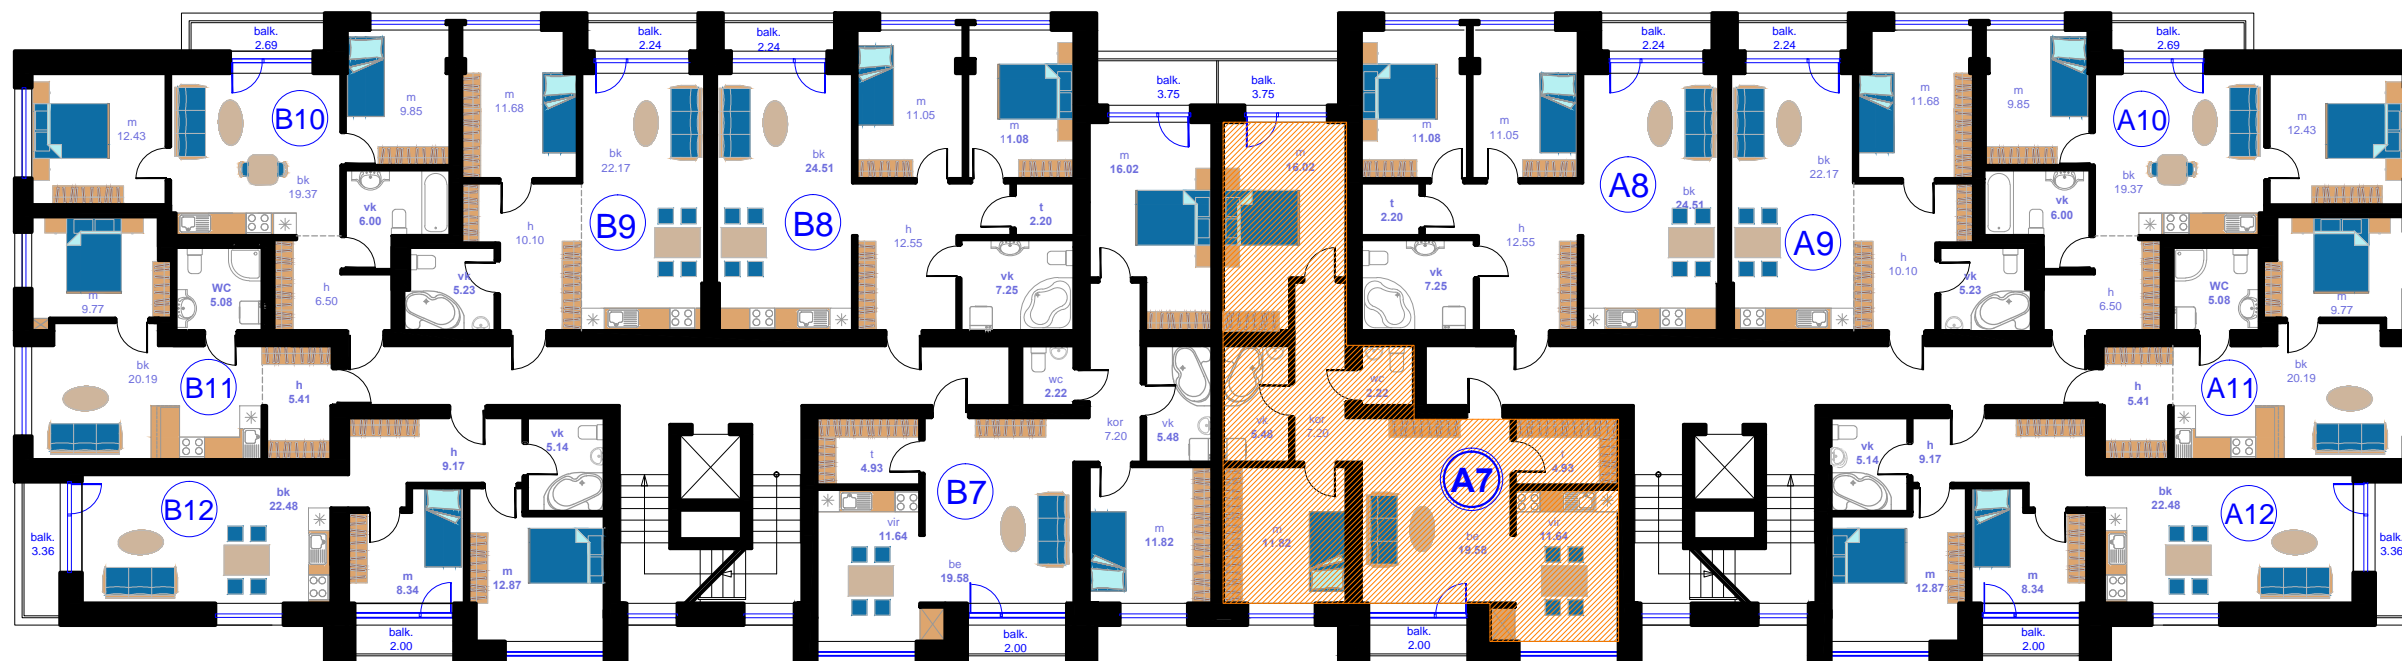 balk.
2.69
balk.
2.24
balk.
2.24
balk.
3.75
balk.
3.75
balk.
2.24
balk.
2.24
balk.
2.69
m
12.43
B10
bk
19.37
m
9.85
m
11.68
bk
22.17
B9
bk
24.51
B8
m
11.05
m
11.08
m
16.02
m
16.02
m
11.08
m
11.05
A8
bk
24.51
bk
22.17
A9
m
11.68
m
9.85
A10
bk
19.37
m
12.43
vk
6.00
h
10.10
h
12.55
t
2.20
t
2.20
h
12.55
h
10.10
vk
6.00
m
9.77
WC
5.08
h
6.50
vk
5.23
vk
7.25
vk
7.25
vk
5.23
h
6.50
WC
5.08
m
9.77
bk
20.19
B11
h
5.41
wc
2.22
wc
2.22
h
5.41
A11
bk
20.19
h
9.17
vk
5.14
t
4.93
kor
7.20
vk
5.48
vk
5.48
kor
7.20
t
4.93
vk
5.14
h
9.17
B12
bk
22.48
B7
A7
bk
22.48
A12
balk.
3.36
m
8.34
m
12.87
vir
11.64
be
19.58
m
11.82
m
11.82
be
19.58
vir
11.64
m
12.87
m
8.34
balk.
3.36
balk.
2.00
balk.
2.00
balk.
2.00
balk.
2.00